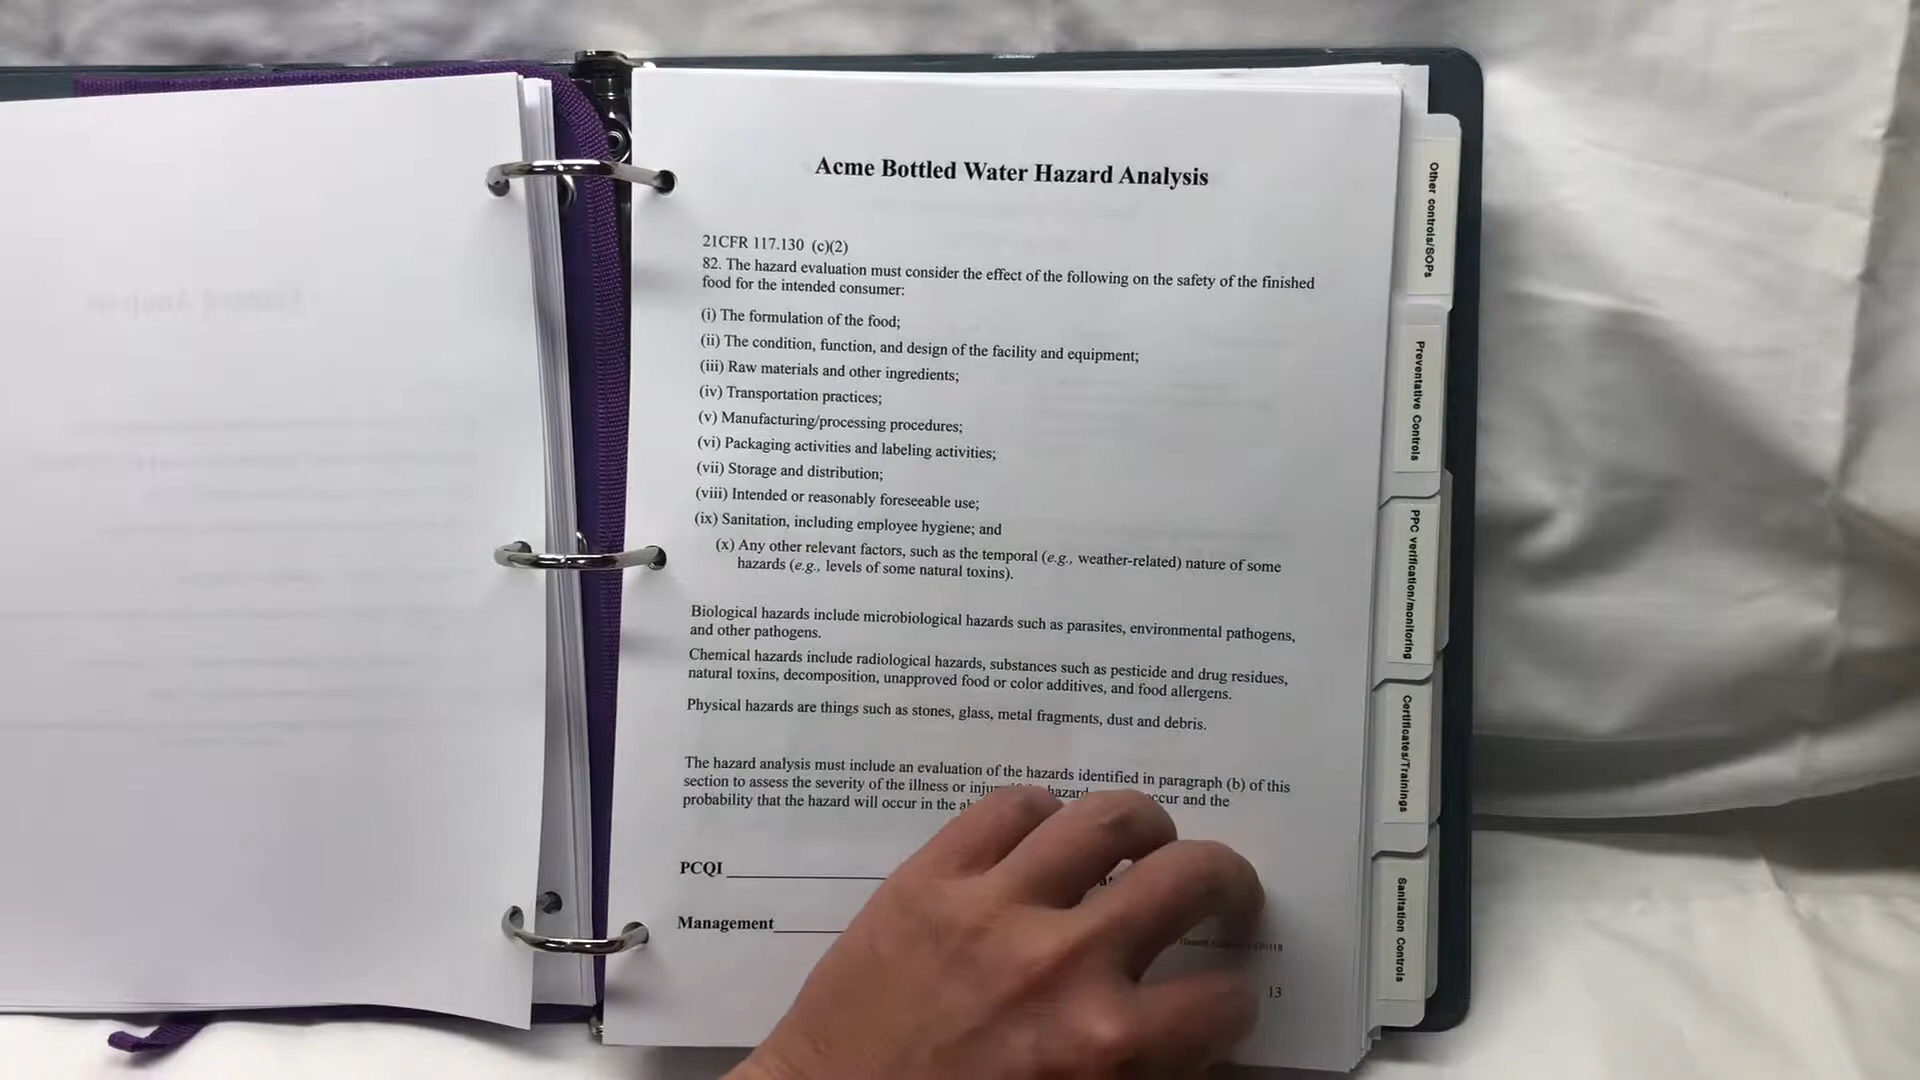 Acme Bottled Water Hazard Analysis
21CFR 117.130 (c)(2)
82. The hazard evaluation must consider the effect of the following on the safety of the finished
food for the intended consumer:
(i) The formulation of the food;
(ii) The condition, function, and design of the facility and equipment;
(iii) Raw materials and other ingredients;
(iv) Transportation practices;
(v) Manufacturing/processing procedures;
(vi) Packaging activities and labeling activities;
(vii) Storage and distribution;
(viii) Intended or reasonably foreseeable use;
(ix) Sanitation, including employee hygiene; and
(x) Any other relevant factors, such as the temporal (e.g., weather-related) nature of some
hazards (e.g., levels of some natural toxins).
Biological hazards include microbiological hazards such as parasites, environmental pathogens,
and other pathogens.
Chemical hazards include radiological hazards, substances such as pesticide and drug residues,
natural toxins, decomposition, unapproved food or color additives, and food allergens.
Physical hazards are things such as stones, glass, metal fragments, dust and debris.
The hazard analysis must include an evaluation of the hazards identified in paragraph (b) of this
section to assess the severity of the illness or hazard and the
probability that the hazard will occur in the
PCQI
Management
13
Other controls/SOPs
Preventative Controls
PPC verification/monitoring
Certificates/Trainings
Sanitation Controls